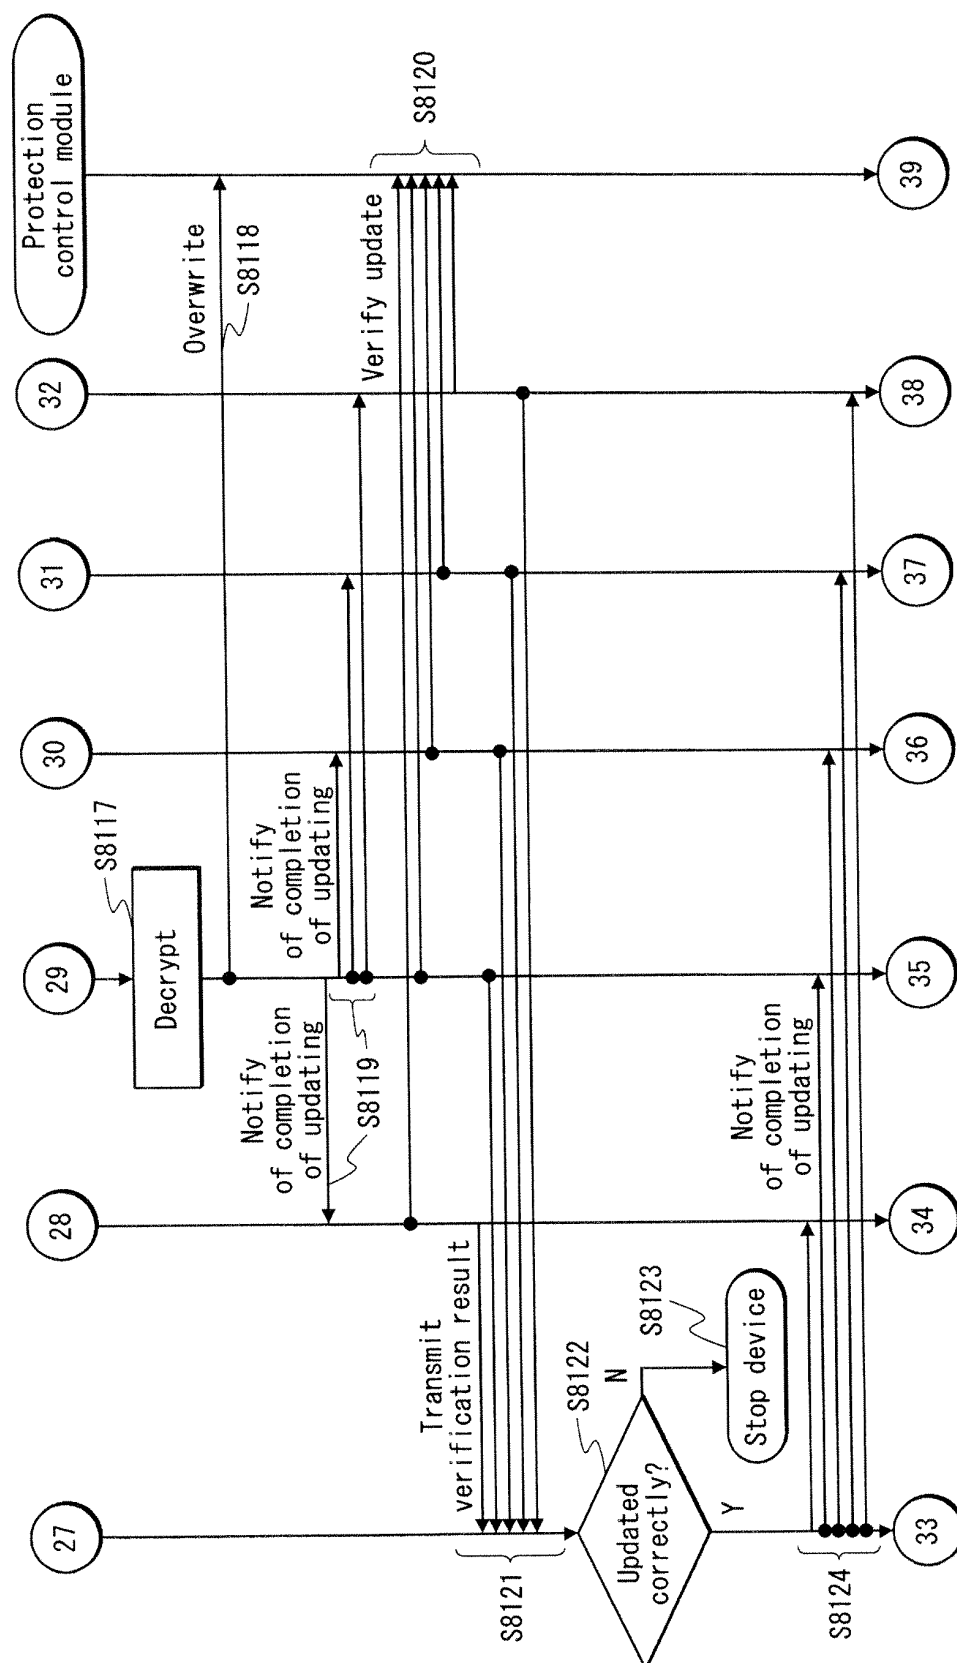 27
28
29
30
31
32
Protection
control module
Decrypt
S8117
Overwrite
S8118
Notify
of completion
of updating
Notify
of completion
of updating
S8119
Verify update
S8120
Transmit
verification result
S8121
Updated
correctly?
S8122
N
S8123
Stop device
Y
Notify
of completion
of updating
S8124
33
34
35
36
37
38
39